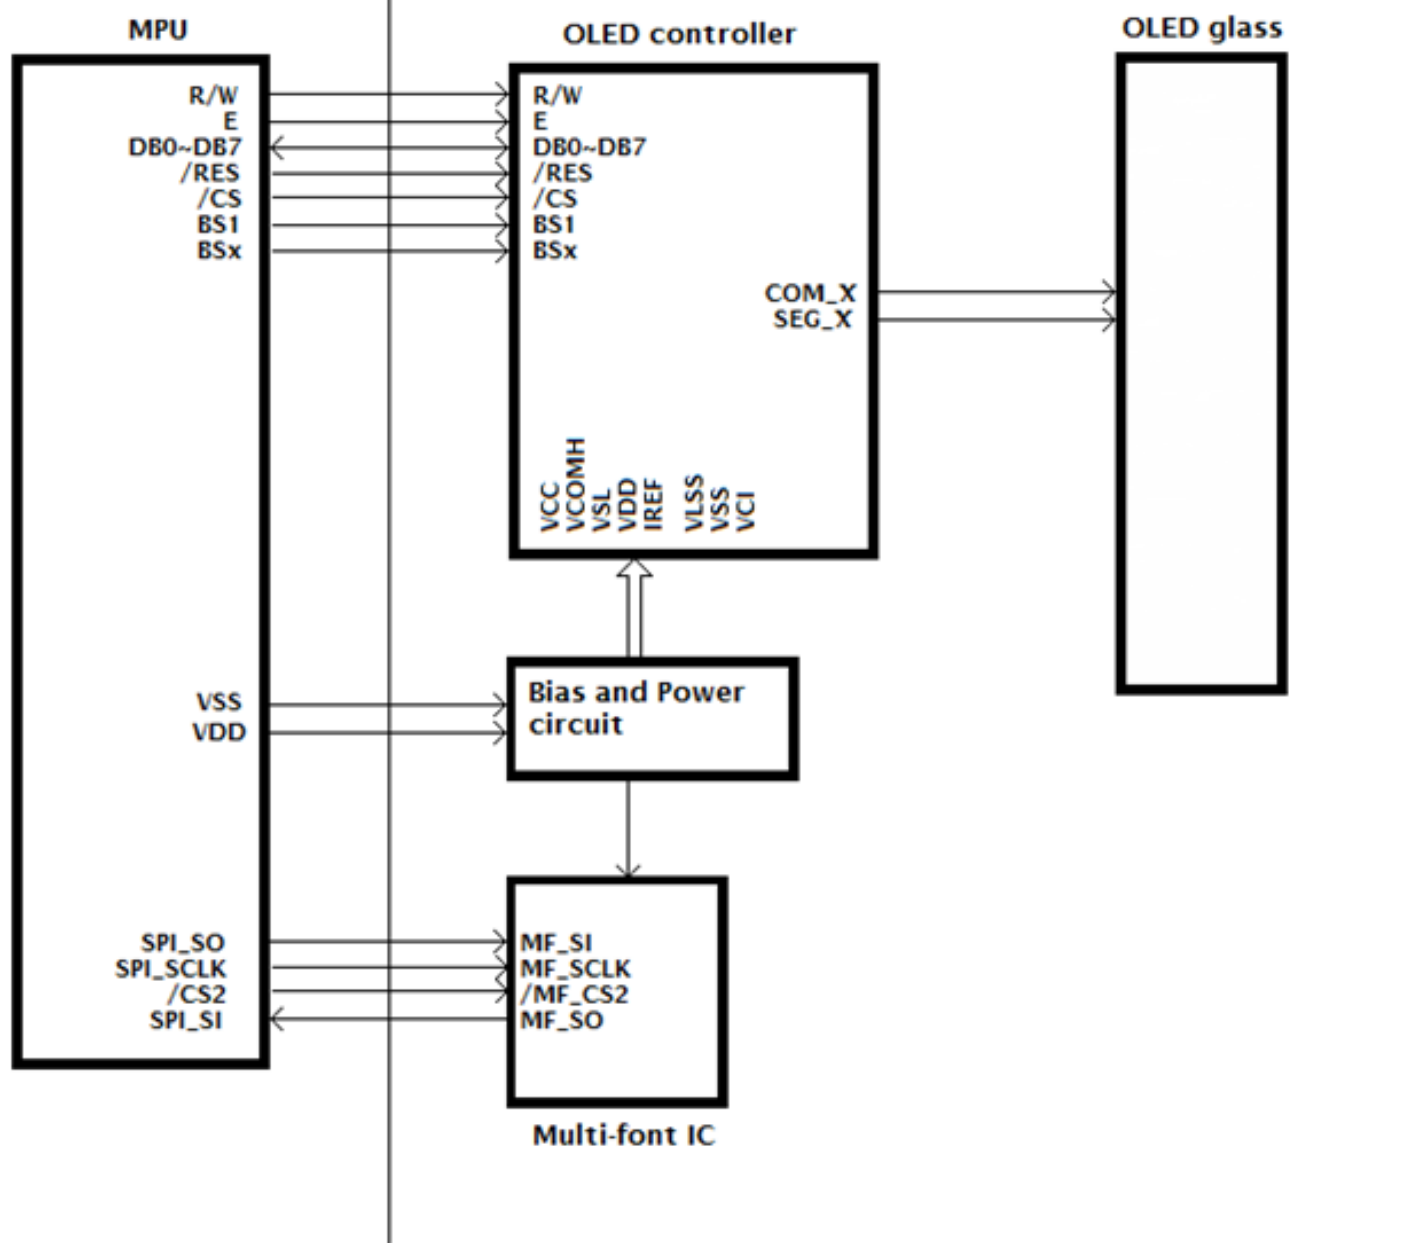 MPU
R/W
E
DB0~DB7
/RES
/CS
BS1
BSx
VSS
VDD
SPI_SO
SPI_SCLK
/CS2
SPI_SI
OLED controller
R/W
E
DB0~DB7
/RES
/CS
BS1
BSx
COM_X
SEG_X
VCC
VCOMH
VSL
VDD
IREF
VLSS
VSS
VCI
Bias and Power
circuit
MF_SI
MF_SCLK
/MF_CS2
MF_SO
Multi-font IC
OLED glass